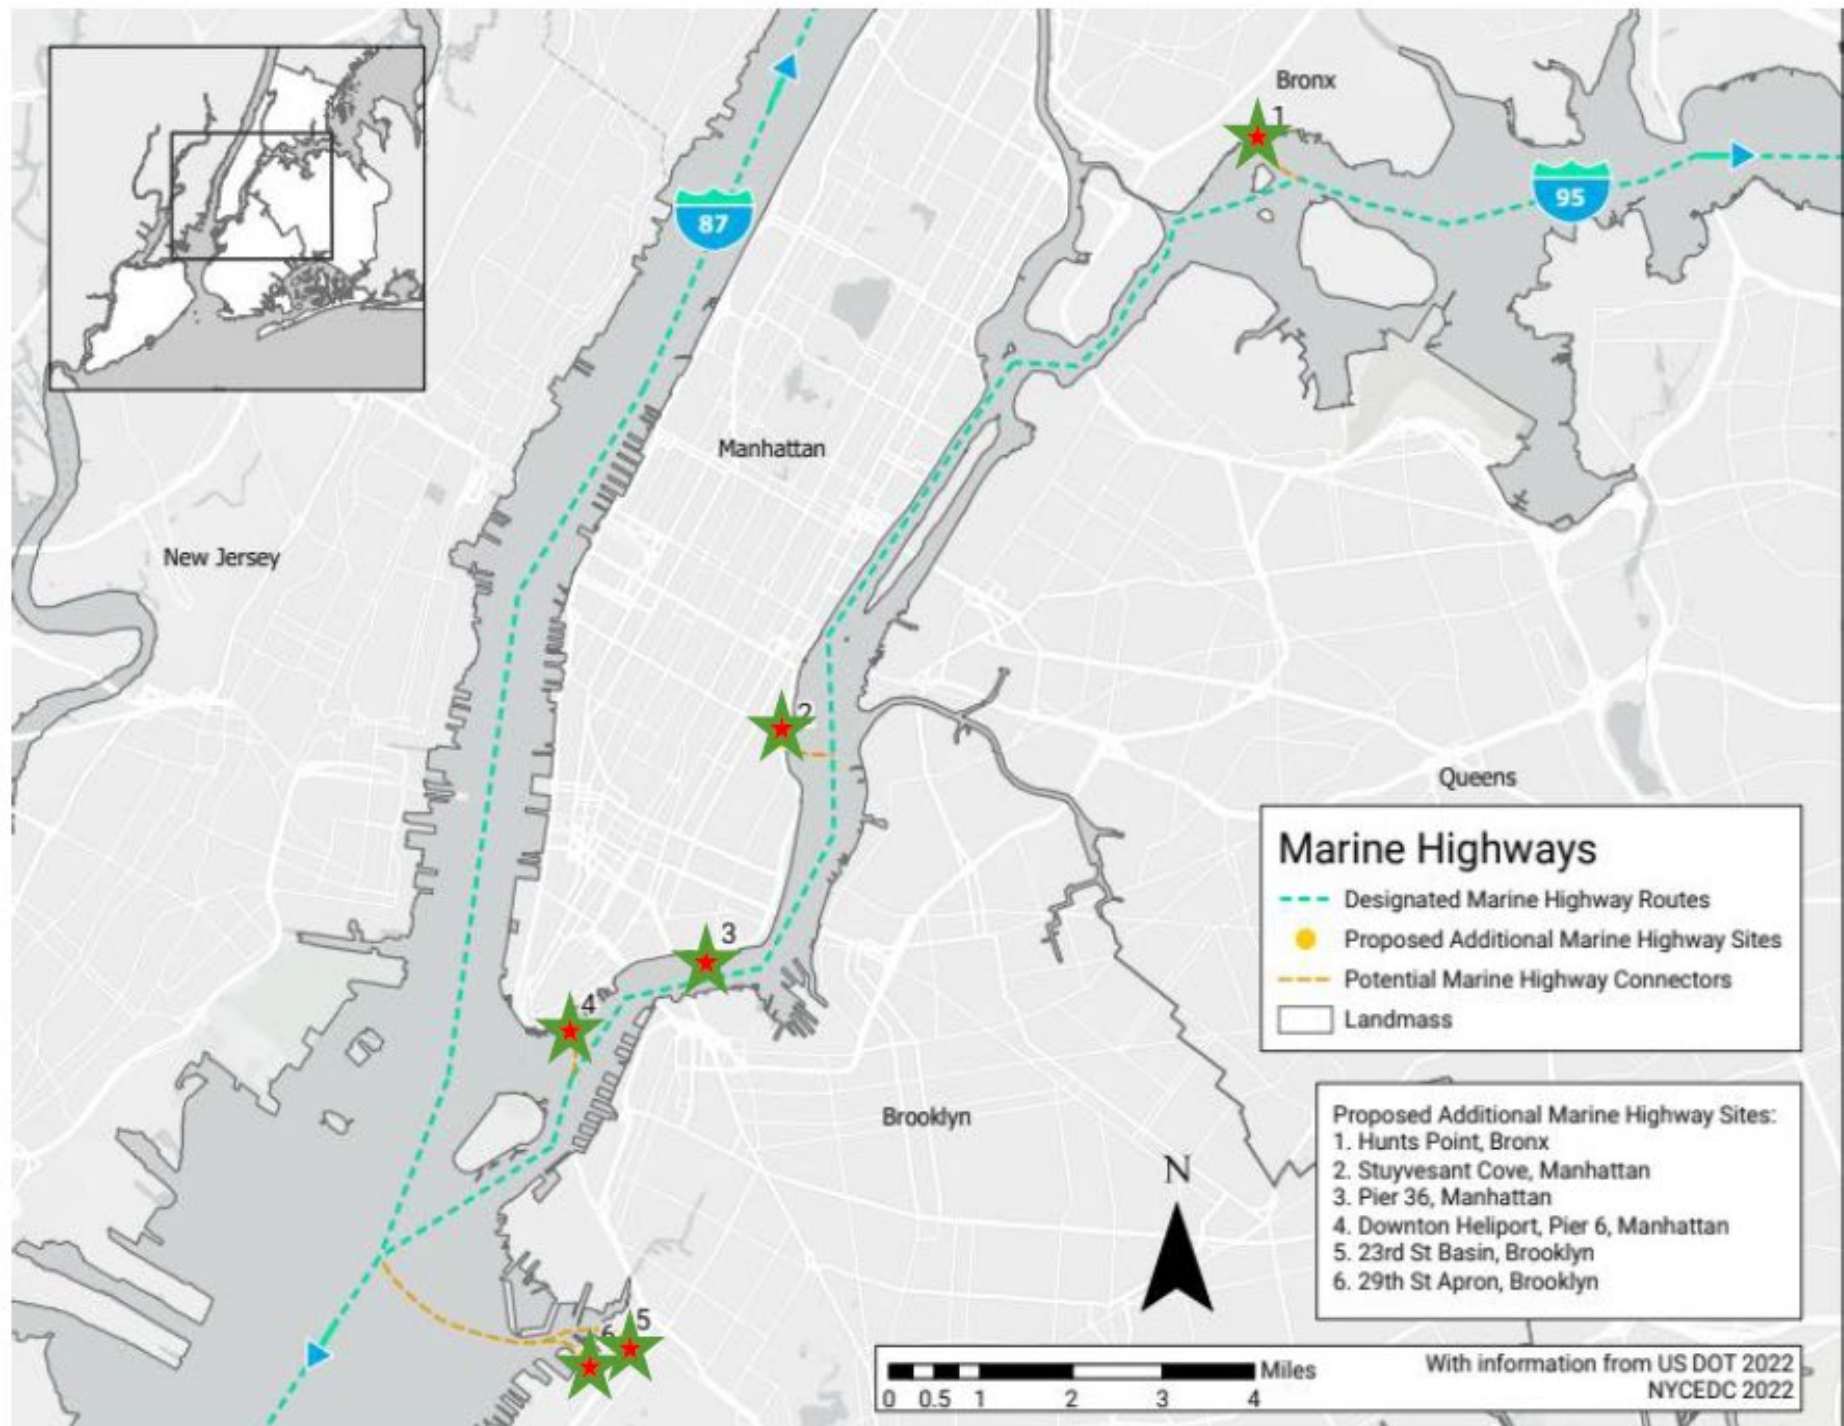 Bronx
1
95
87
Manhattan
New Jersey
2
Queens
Marine Highways
Designated Marine Highway Routes
Proposed Additional Marine Highway Sites
Potential Marine Highway Connectors
Landmass
3
4
Brooklyn
Proposed Additional Marine Highway Sites:
1. Hunts Point, Bronx
2. Stuyvesant Cove, Manhattan
3. Pier 36, Manhattan
4. Downton Heliport, Pier 6, Manhattan
5. 23rd St Basin, Brooklyn
6. 29th St Apron, Brooklyn
N
5
6
Miles
0 0.5 1 2 3 4
With information from US DOT 2022
NYCEDC 2022